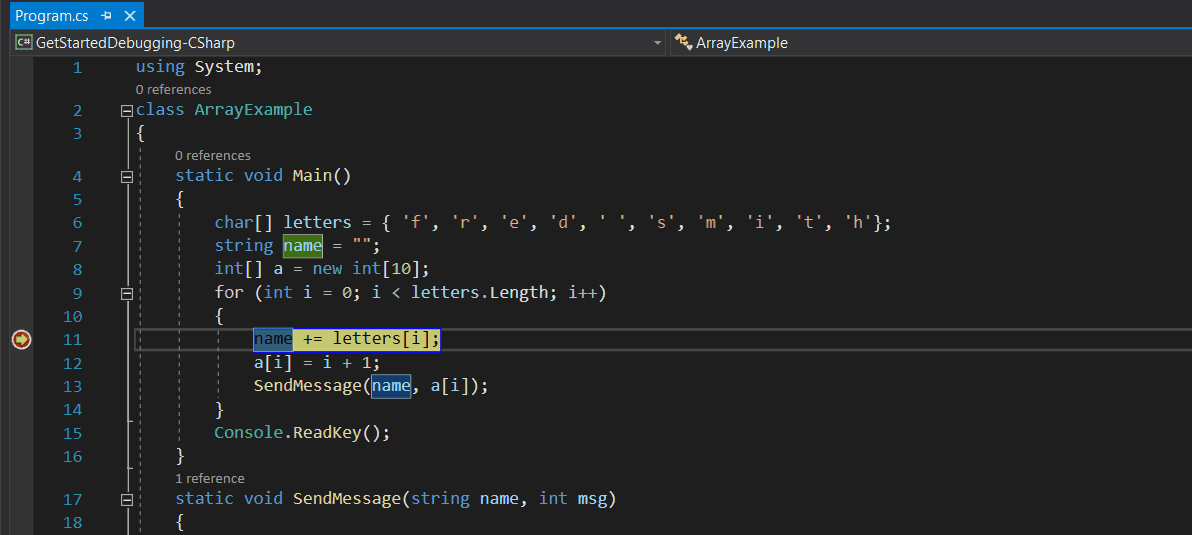 Program.cs
C# GetStartedDebugging-CSharp ArrayExample
1 using System;
0 references
2 class ArrayExample
3 {
0 references
4 static void Main()
5 {
6 char[] letters = { 'f', 'r', 'e', 'd', ' ', 's', 'm', 'i', 't', 'h'};
7 string name = "";
8 int[] a = new int[10];
9 for (int i = 0; i < letters.Length; i++)
10 {
11 name += letters[i];
12 a[i] = i + 1;
13 SendMessage(name, a[i]);
14 }
15 Console.ReadKey();
16 }
1 reference
17 static void SendMessage(string name, int msg)
18 {